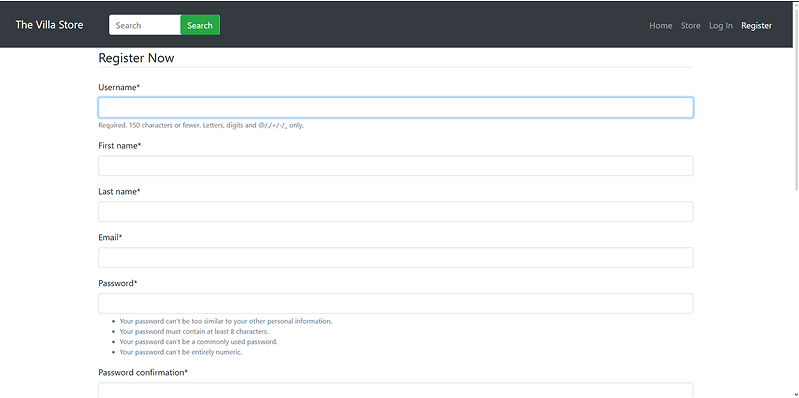 The Villa Store Search Search Home Store Log In Register
Register Now
Username*
Required. 150 characters or fewer. Letters, digits and @/./+/-/_ only.
First name*
Last name*
Email*
Password*
Your password can't be too similar to your other personal information.
Your password must contain at least 8 characters.
Your password can't be a commonly used password.
Your password can't be entirely numeric.
Password confirmation*